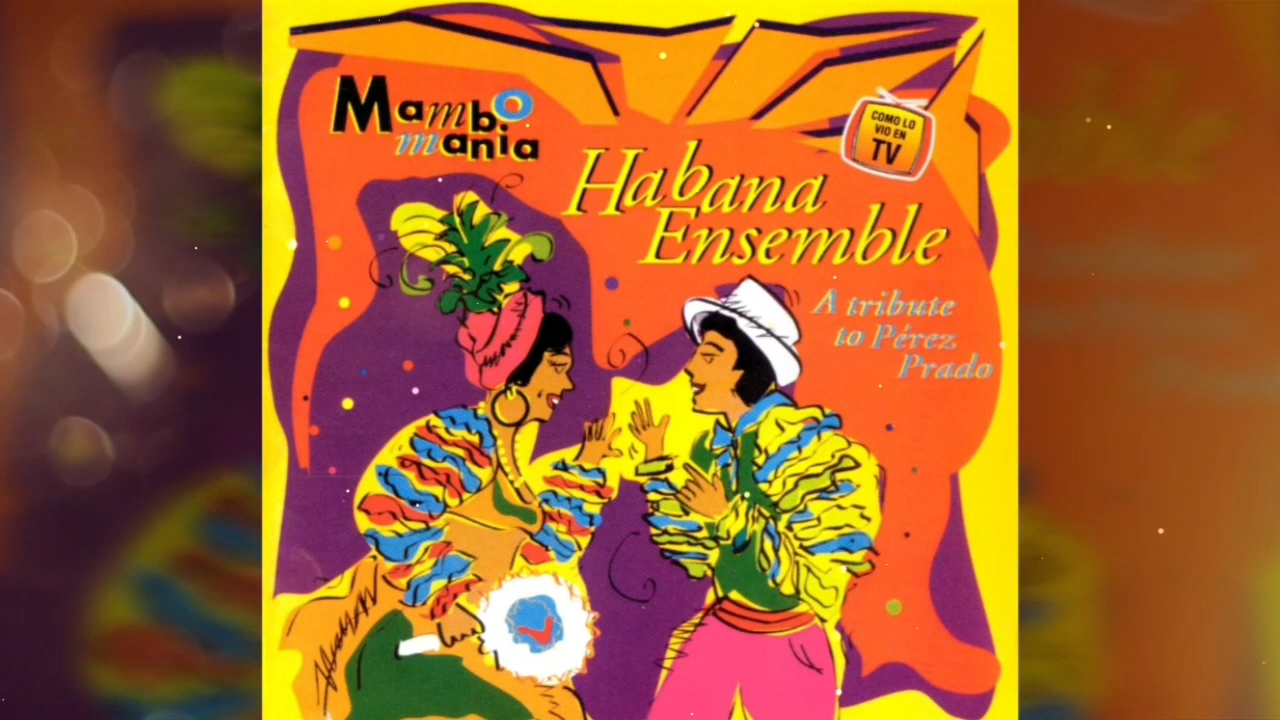 Mambo
mania
COMO LO
VIO EN
TV
Habana
Ensemble
A tribute
to Pérez
Prado